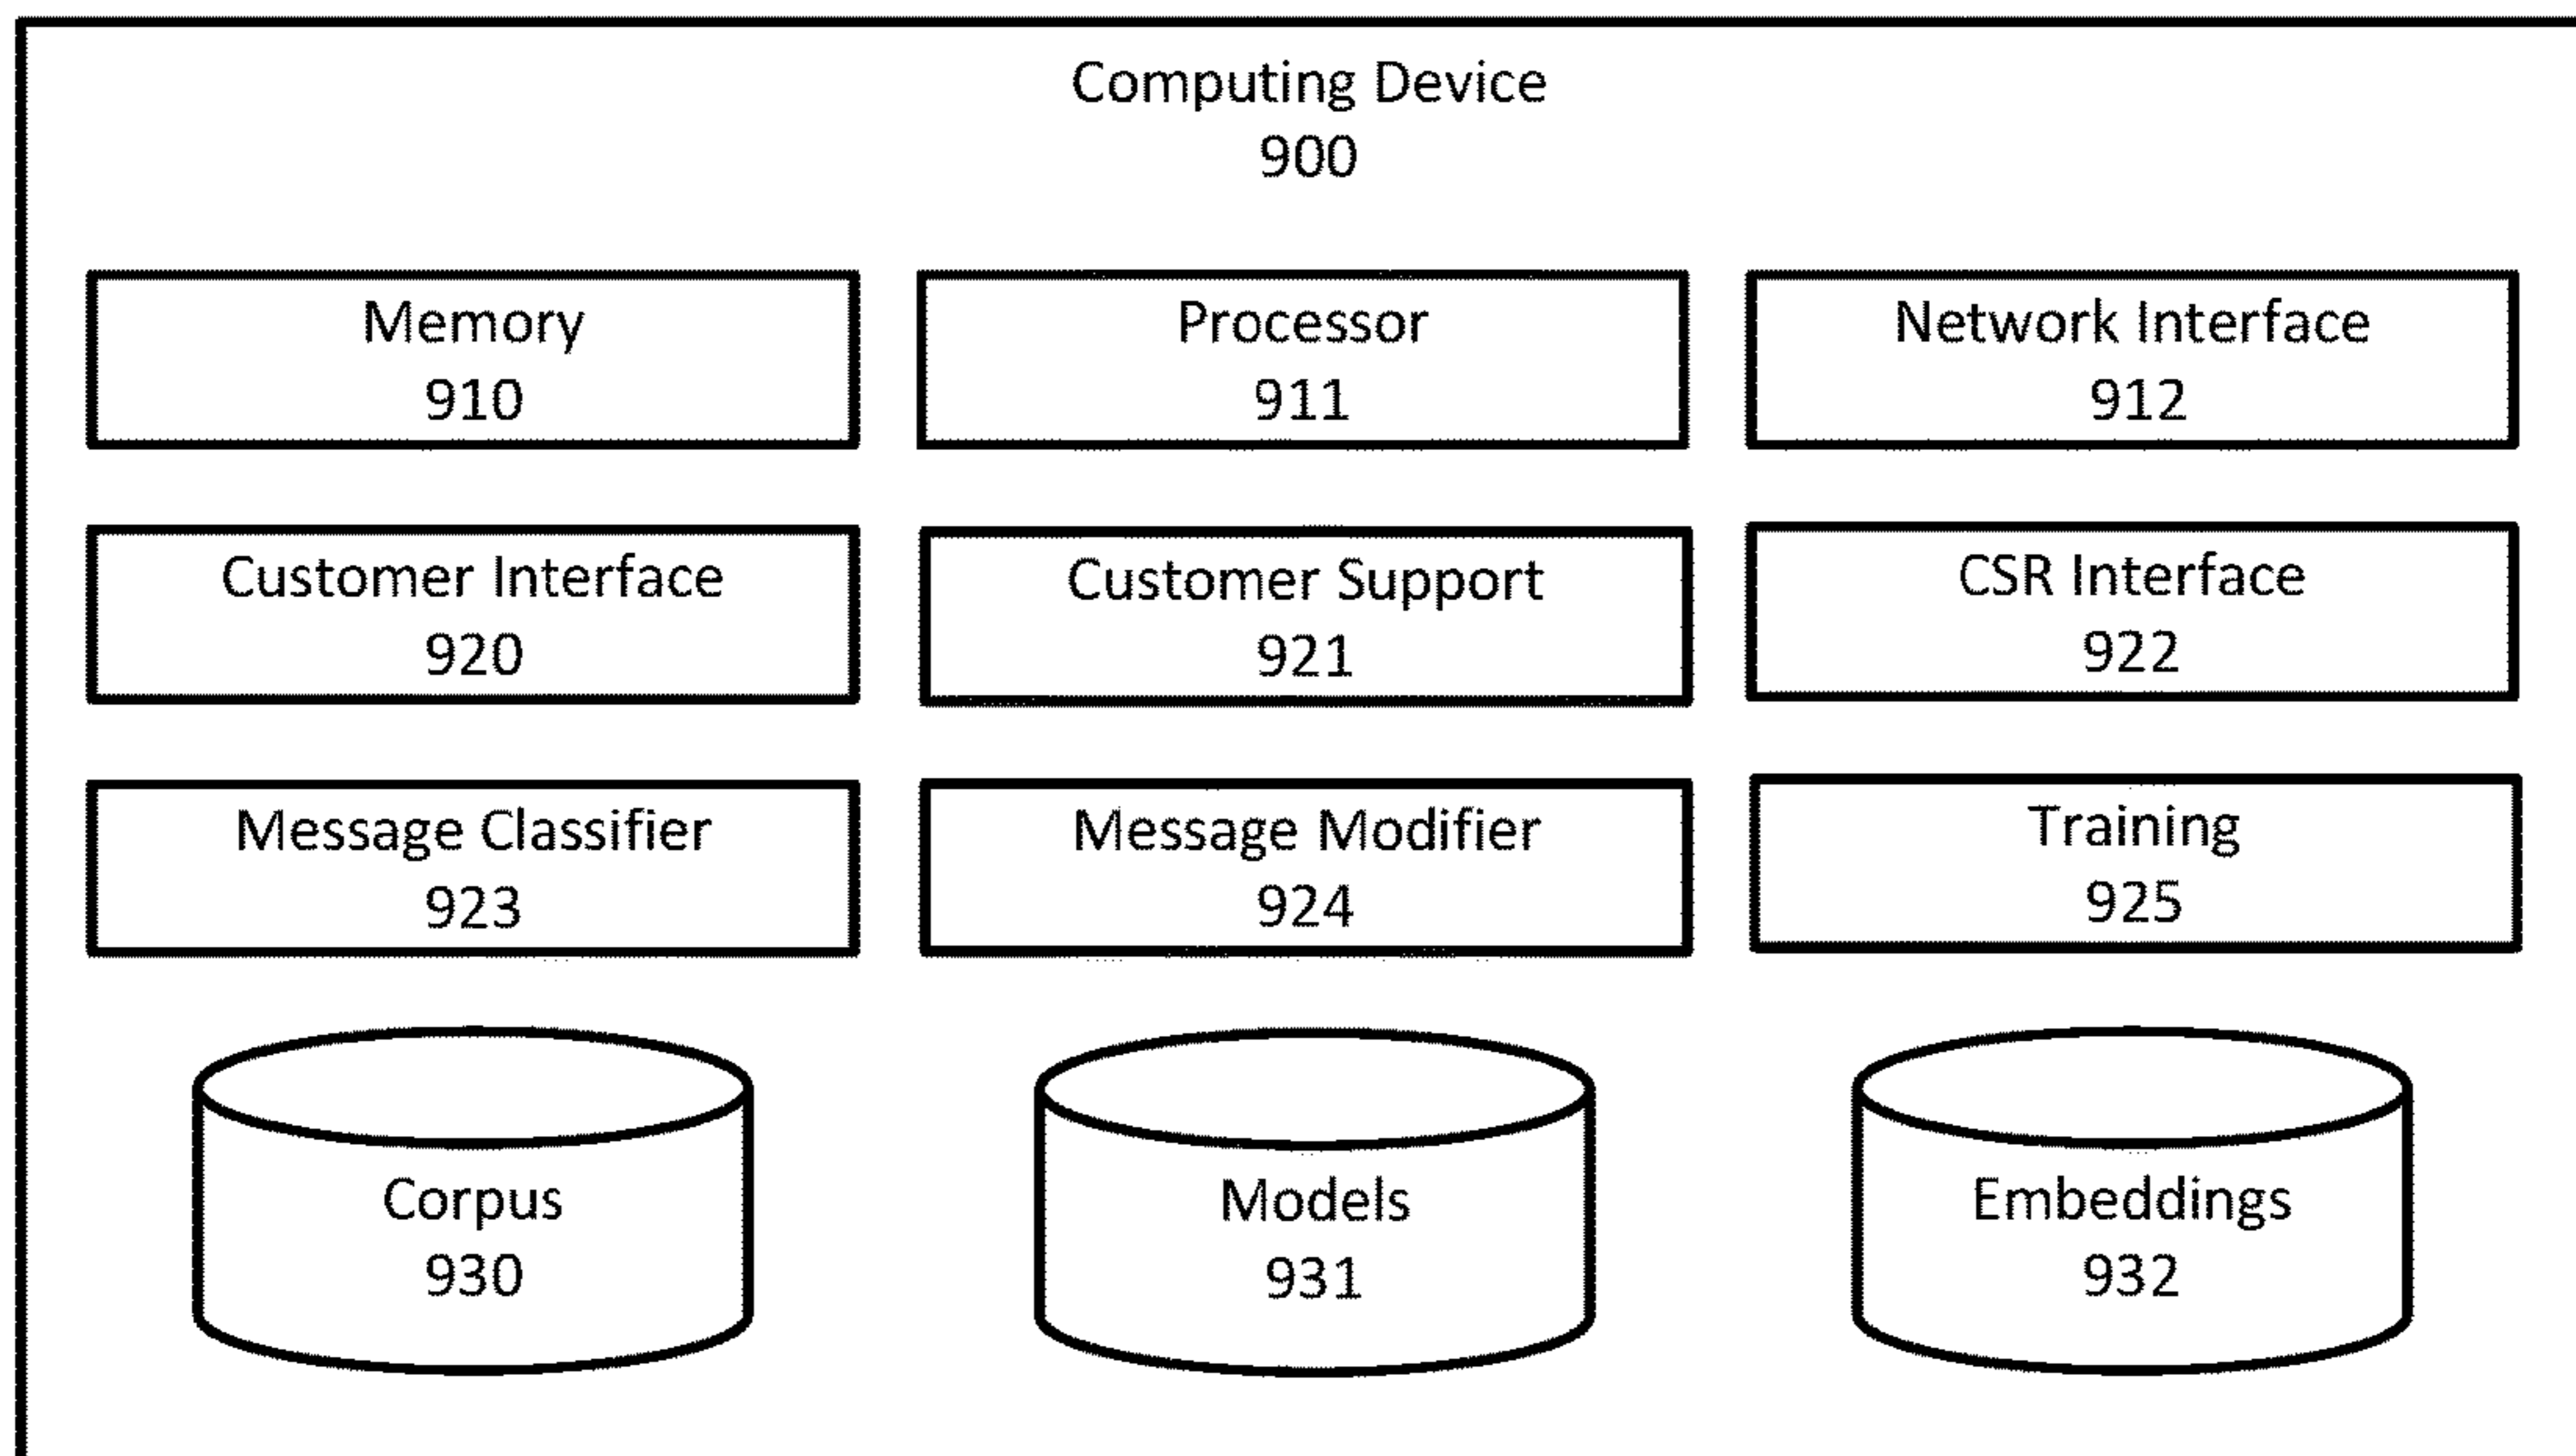 Computing Device
900
Memory
910
Processor
911
Network Interface
912
Customer Interface
920
Customer Support
921
CSR Interface
922
Message Classifier
923
Message Modifier
924
Training
925
Corpus
930
Models
931
Embeddings
932